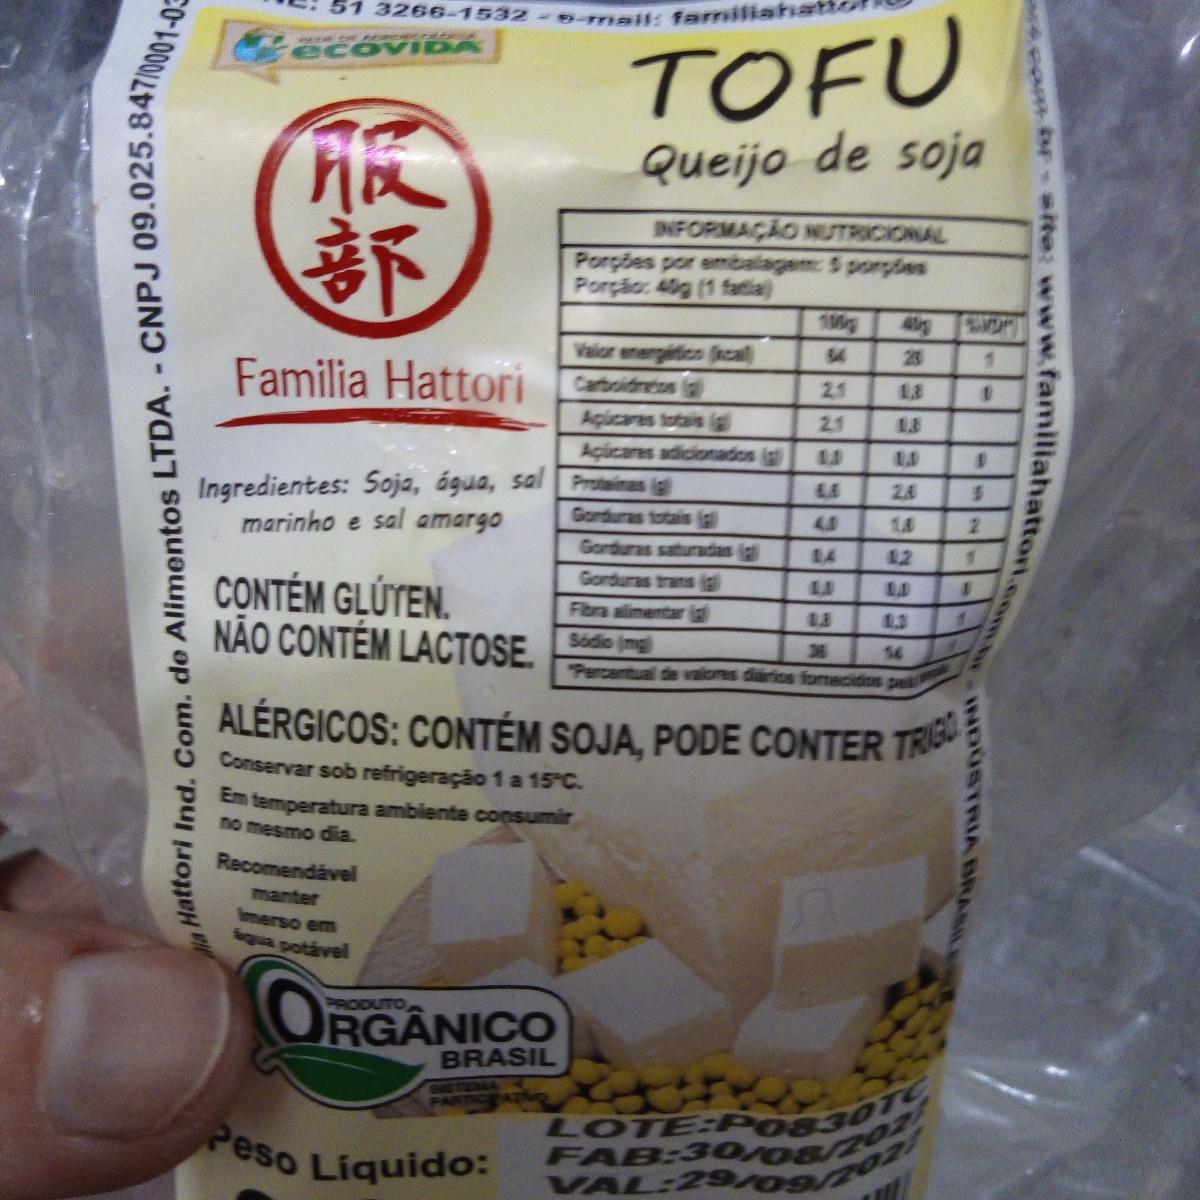 51 3266-1532 - e-mail: familiahattori@
REDE DE AGROECOLOGIA
ecovida
TOFU
Queijo de soja
服
部
Familia Hattori
Ingredientes: Soja, água, sal
marinho e sal amargo
CONTÉM GLÚTEN.
NÃO CONTÉM LACTOSE.
INFORMAÇÃO NUTRICIONAL
Porções por embalagem: 5 porções
Porção: 40g (1 fatia)
100g 40g %VD(*)
Valor energético (kcal) 64 26 1
Carboidratos (g) 2,1 0,8 0
Açúcares totais (g) 2,1 0,8
Açúcares adicionados (g) 0,0 0,0 0
Proteínas (g) 6,6 2,6 5
Gorduras totais (g) 4,0 1,6 2
Gorduras saturadas (g) 0,4 0,2 1
Gorduras trans (g) 0,0 0,0 0
Fibra alimentar (g) 0,8 0,3 1
Sódio (mg) 36 14
*Percentual de valores diários fornecidos pela
ALÉRGICOS: CONTÉM SOJA, PODE CONTER TRIGO.
Conservar sob refrigeração 1 a 15°C.
Em temperatura ambiente consumir
no mesmo dia.
Recomendável
manter
imerso em
água potável
PRODUTO
ORGÂNICO
BRASIL
SISTEMA
PARTICIPATIVO
Peso Líquido:
LOTE:P0830TC
FAB:30/08/202
VAL:29/09/202
Hattori Ind. Com. de Alimentos LTDA. - CNPJ 09.025.847/0001-03
site: www.familiahattori.com.br - INDÚSTRIA BRASILEIRA